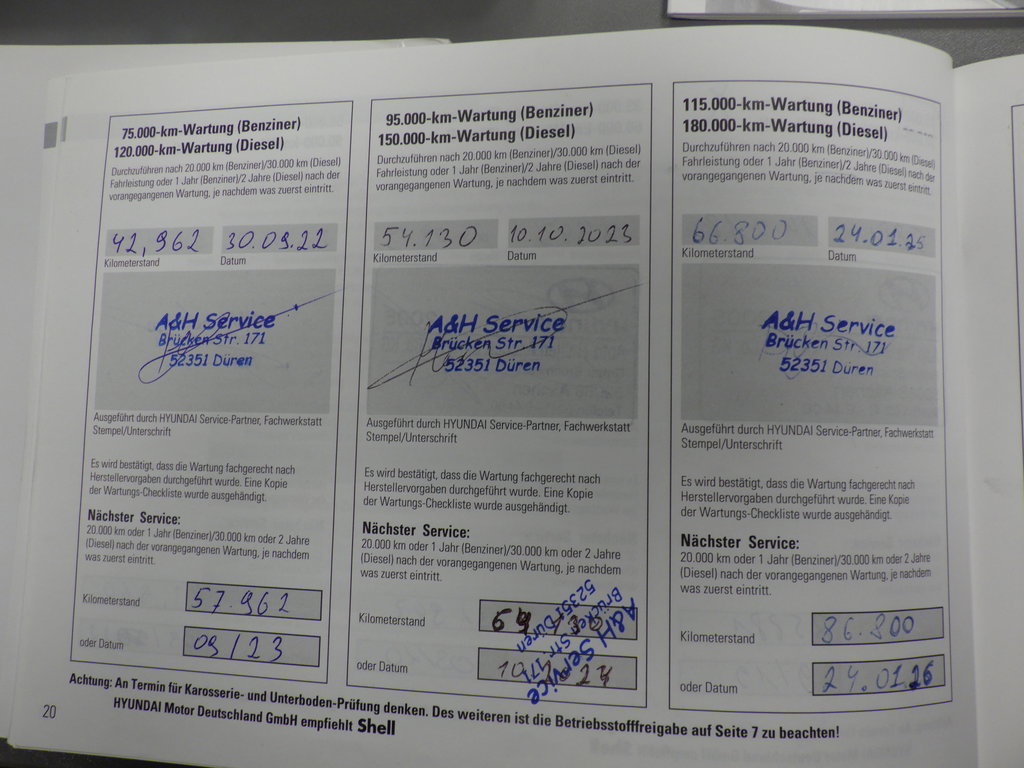 75.000-km-Wartung (Benziner)
120.000-km-Wartung (Diesel)
Durchzuführen nach 20.000 km (Benziner)/30.000 km (Diesel)
Fahrleistung oder 1 Jahr (Benziner)/2 Jahre (Diesel) nach der
vorangegangenen Wartung, je nachdem was zuerst eintritt.
42,962 30.09.22
Kilometerstand Datum
A&H Service
Brücken Str. 171
52351 Düren
Ausgeführt durch HYUNDAI Service-Partner, Fachwerkstatt
Stempel/Unterschrift
Es wird bestätigt, dass die Wartung fachgerecht nach
Herstellervorgaben durchgeführt wurde. Eine Kopie
der Wartungs-Checkliste wurde ausgehändigt.
Nächster Service:
20.000 km oder 1 Jahr (Benziner)/30.000 km oder 2 Jahre
(Diesel) nach der vorangegangenen Wartung, je nachdem
was zuerst eintritt.
Kilometerstand 57.962
oder Datum 09/23
95.000-km-Wartung (Benziner)
150.000-km-Wartung (Diesel)
Durchzuführen nach 20.000 km (Benziner)/30.000 km (Diesel)
Fahrleistung oder 1 Jahr (Benziner)/2 Jahre (Diesel) nach der
vorangegangenen Wartung, je nachdem was zuerst eintritt.
54.130 10.10.2023
Kilometerstand Datum
A&H Service
Brücken Str. 171
52351 Düren
Ausgeführt durch HYUNDAI Service-Partner, Fachwerkstatt
Stempel/Unterschrift
Es wird bestätigt, dass die Wartung fachgerecht nach
Herstellervorgaben durchgeführt wurde. Eine Kopie
der Wartungs-Checkliste wurde ausgehändigt.
Nächster Service:
20.000 km oder 1 Jahr (Benziner)/30.000 km oder 2 Jahre
(Diesel) nach der vorangegangenen Wartung, je nachdem
was zuerst eintritt.
Kilometerstand
oder Datum
A&H Service
Brücken Str. 171
52351 Düren
115.000-km-Wartung (Benziner)
180.000-km-Wartung (Diesel)
Durchzuführen nach 20.000 km (Benziner)/30.000 km (Diesel)
Fahrleistung oder 1 Jahr (Benziner)/2 Jahre (Diesel) nach der
vorangegangenen Wartung, je nachdem was zuerst eintritt.
66.800 24.01.25
Kilometerstand Datum
A&H Service
Brücken Str. 171
52351 Düren
Ausgeführt durch HYUNDAI Service-Partner, Fachwerkstatt
Stempel/Unterschrift
Es wird bestätigt, dass die Wartung fachgerecht nach
Herstellervorgaben durchgeführt wurde. Eine Kopie
der Wartungs-Checkliste wurde ausgehändigt.
Nächster Service:
20.000 km oder 1 Jahr (Benziner)/30.000 km oder 2 Jahre
(Diesel) nach der vorangegangenen Wartung, je nachdem
was zuerst eintritt.
Kilometerstand 86.800
oder Datum 24.01.26
Achtung: An Termin für Karosserie- und Unterboden-Prüfung denken. Des weiteren ist die Betriebsstofffreigabe auf Seite 7 zu beachten!
20 HYUNDAI Motor Deutschland GmbH empfiehlt Shell